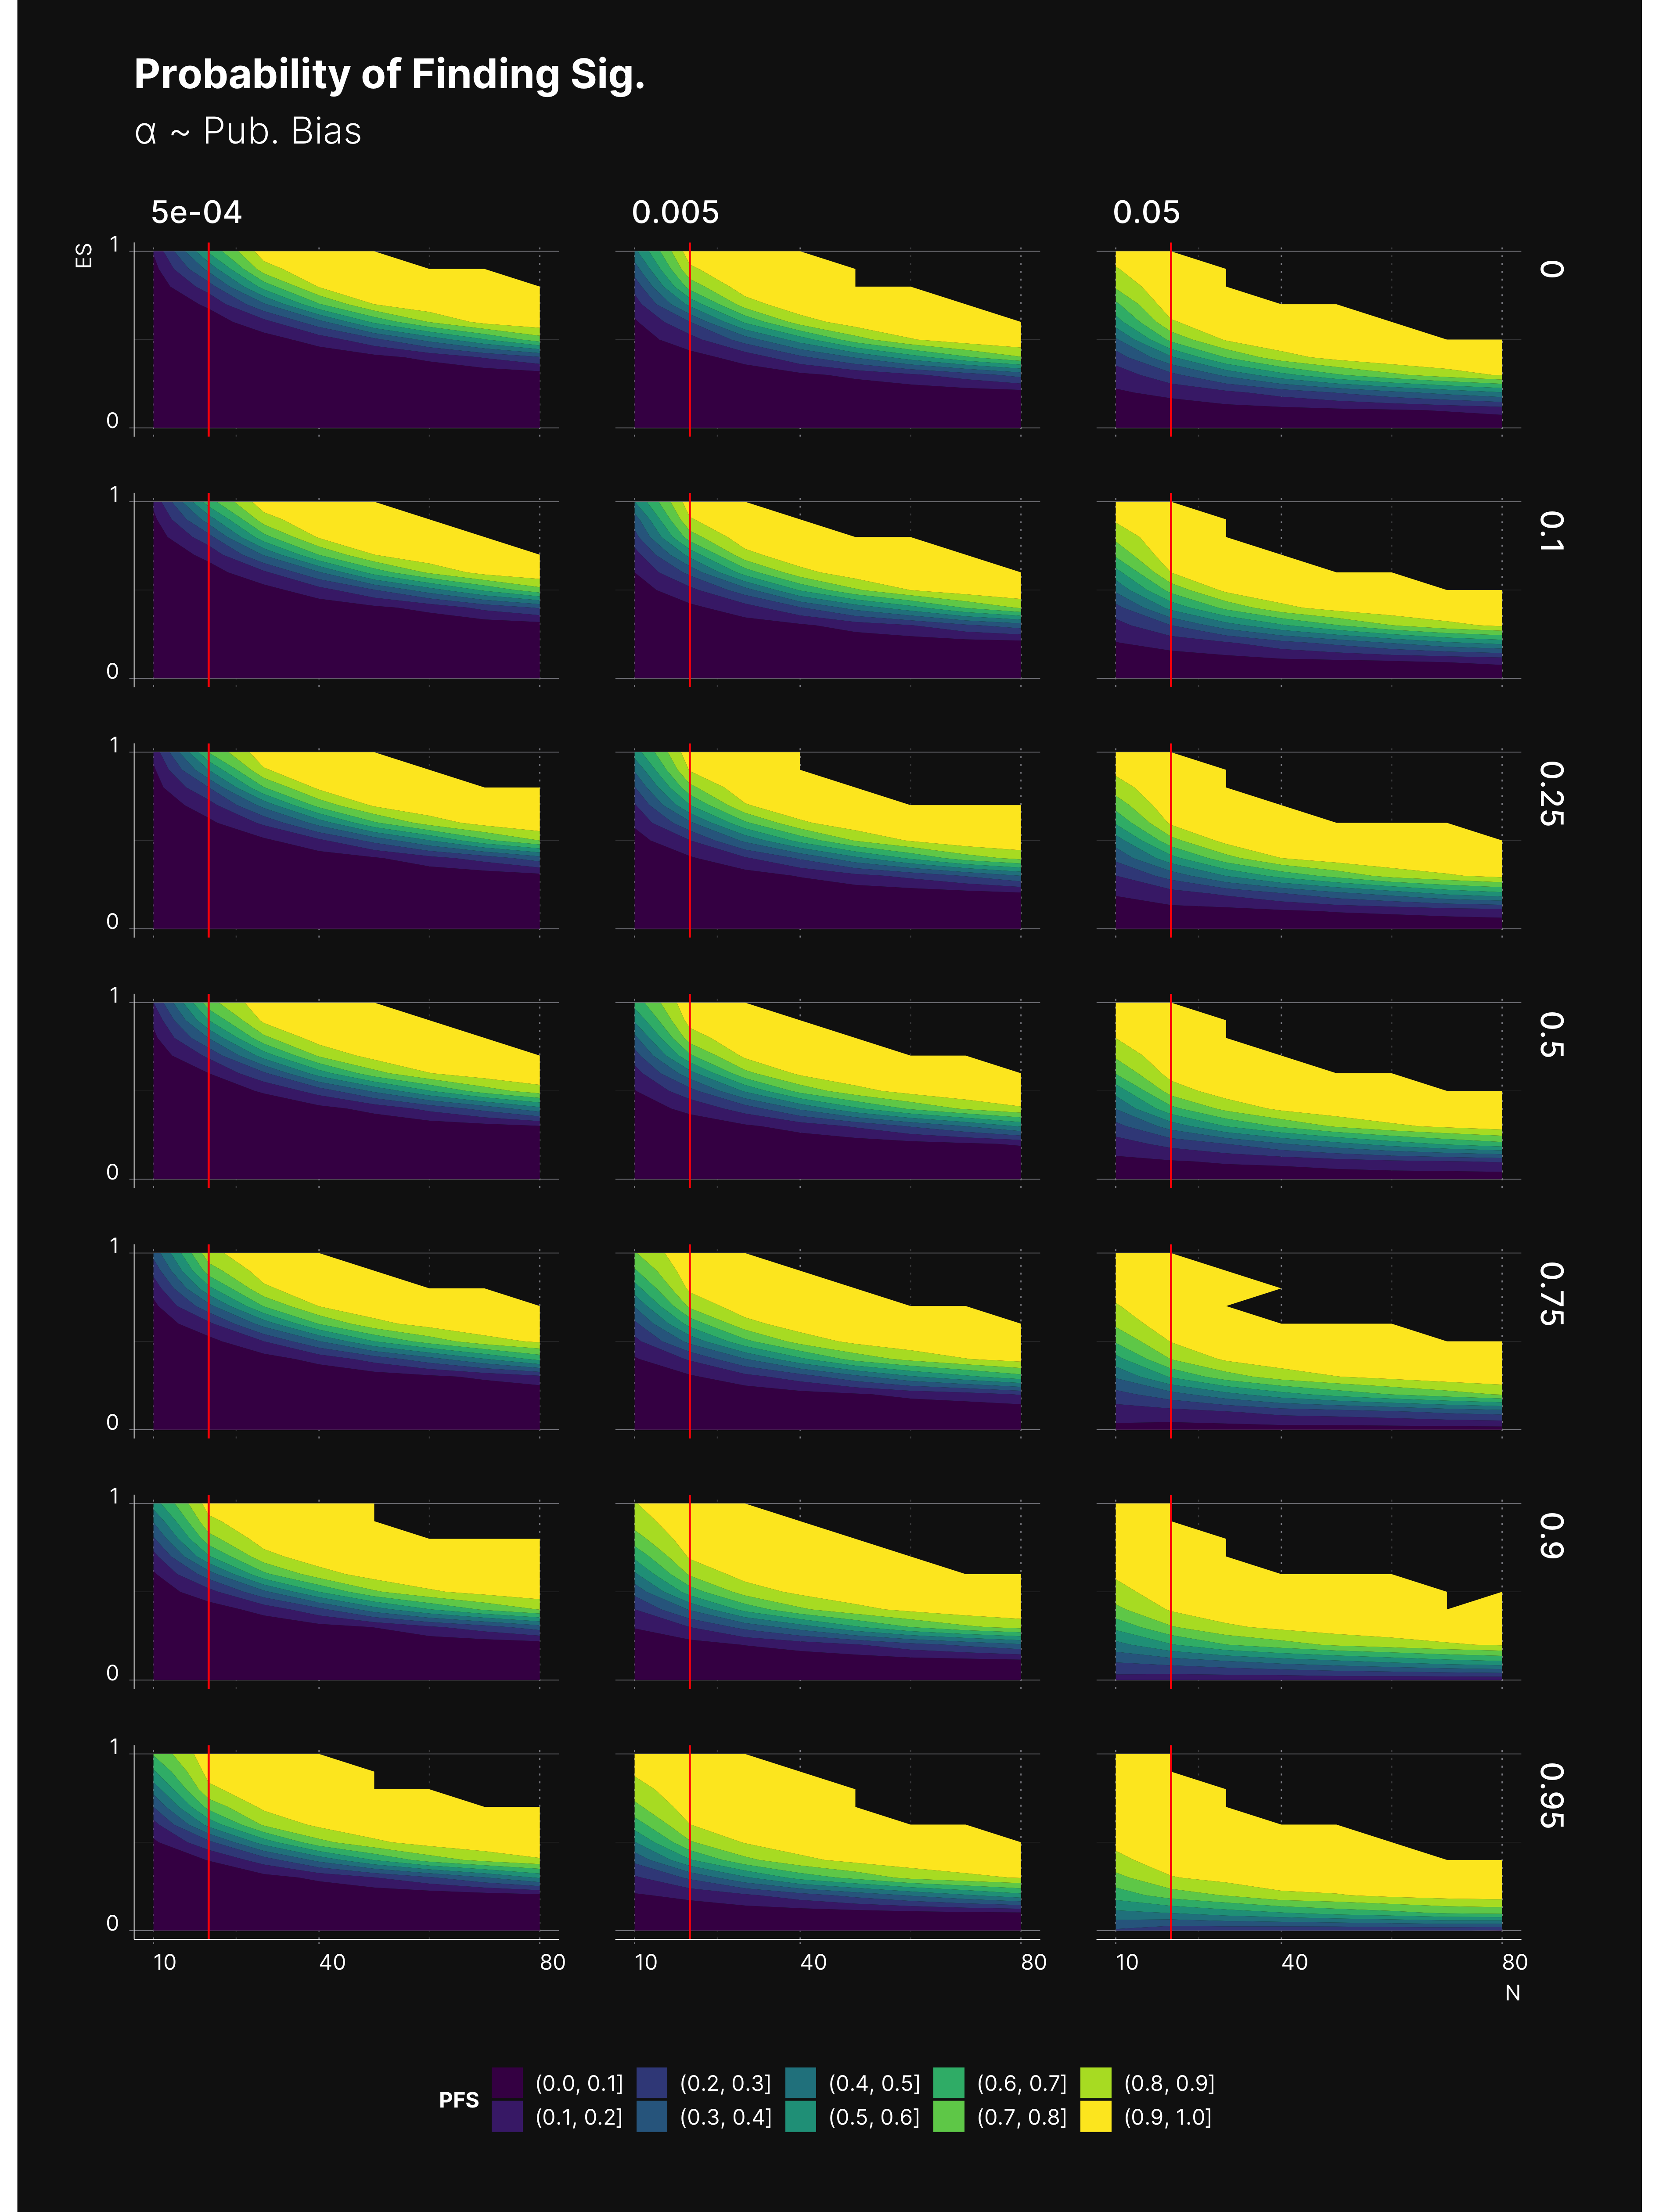 Probability of Finding Sig.
α ~ Pub. Bias
5e-04 0.005 0.05
ES 1 0
0
1 0.1
0
1 0.25
0
1 0.5
0
1 0.75
0
1 0.9
0
1 0.95
0
10 40 80 10 40 80 10 40 80
N
PFS
(0.0, 0.1] (0.2, 0.3] (0.4, 0.5] (0.6, 0.7] (0.8, 0.9]
(0.1, 0.2] (0.3, 0.4] (0.5, 0.6] (0.7, 0.8] (0.9, 1.0]